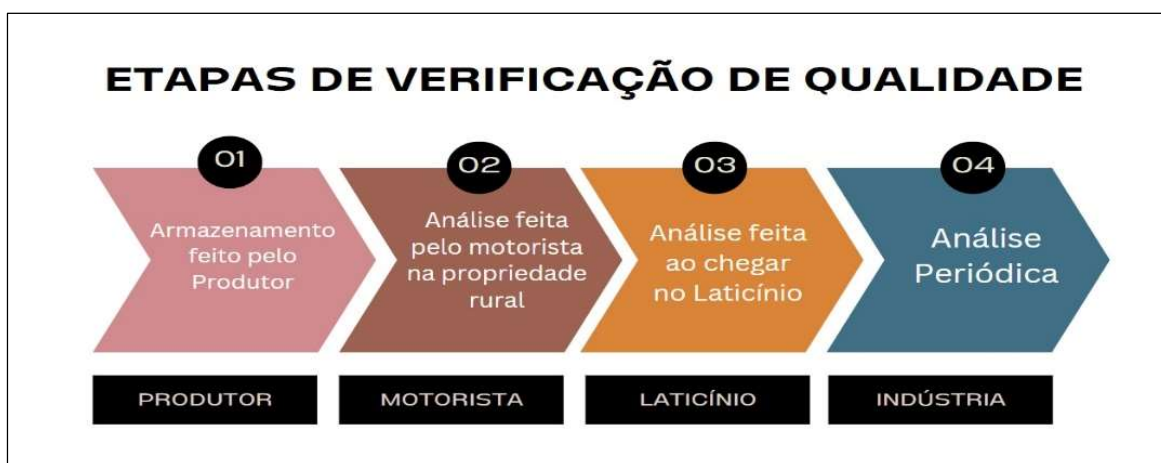 ETAPAS DE VERIFICAÇÃO DE QUALIDADE
01
Armazenamento
feito pelo
Produtor
02
Análise feita
pelo motorista
na propriedade
rural
03
Análise feita
ao chegar
no Laticínio
04
Análise
Periódica
PRODUTOR
MOTORISTA
LATICÍNIO
INDÚSTRIA